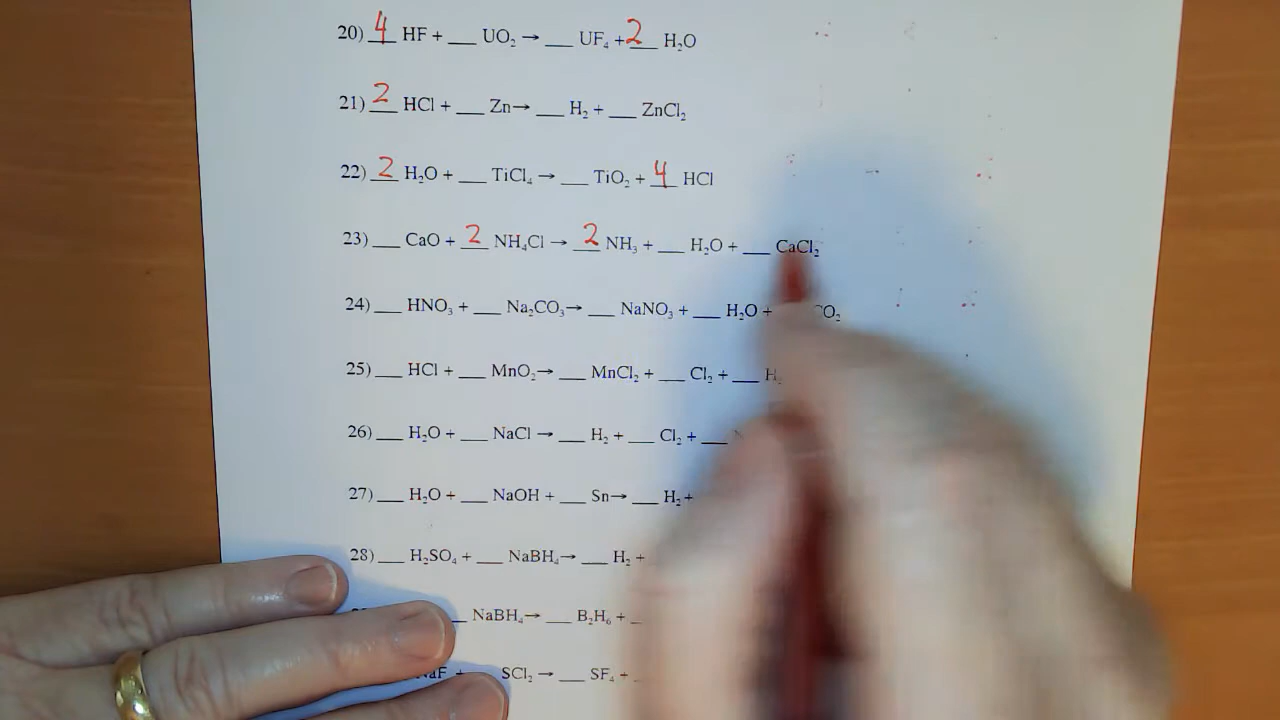 20) 4 HF + ___ UO₂ → ___ UF₄ + 2 H₂O
21) 2 HCl + ___ Zn→ ___ H₂ + ___ ZnCl₂
22) 2 H₂O + ___ TiCl₄ → ___ TiO₂ + 4 HCl
23) ___ CaO + 2 NH₄Cl → 2 NH₃ + ___ H₂O + ___ CaCl₂
24) ___ HNO₃ + ___ Na₂CO₃→ ___ NaNO₃ + ___ H₂O + O₂
25) ___ HCl + ___ MnO₂→ ___ MnCl₂ + ___ Cl₂ + ___ H
26) ___ H₂O + ___ NaCl → ___ H₂ + ___ Cl₂ + ___
27) ___ H₂O + ___ NaOH + ___ Sn→ ___ H₂ +
28) ___ H₂SO₄ + ___ NaBH₄→ ___ H₂ +
NaBH₄→ ___ B₂H₆ +
NaF + SCl₂ → ___ SF₄ +